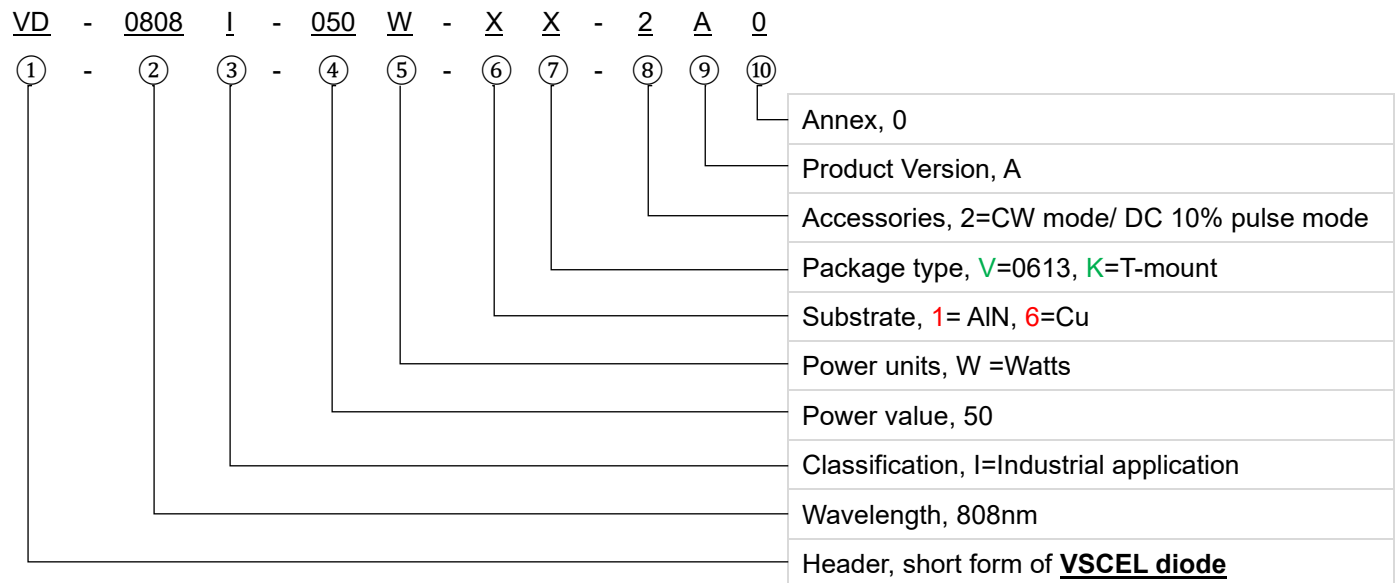 VD - 0808 I - 050 W - X X - 2 A 0
① - ② ③ - ④ ⑤ - ⑥ ⑦ - ⑧ ⑨ ⑩
Annex, 0
Product Version, A
Accessories, 2=CW mode/ DC 10% pulse mode
Package type, V=0613, K=T-mount
Substrate, 1= AlN, 6=Cu
Power units, W =Watts
Power value, 50
Classification, I=Industrial application
Wavelength, 808nm
Header, short form of VSCEL diode